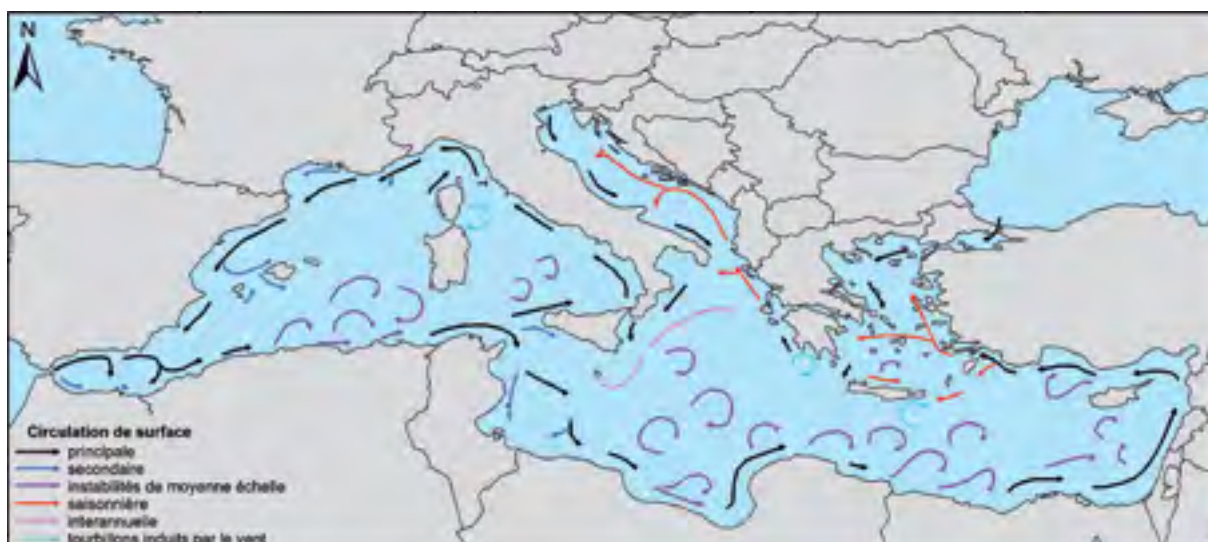 N
Circulation de surface
principale
secondaire
instabilités de moyenne échelle
saisonnière
interannuelle
tourbillons induits par le vent